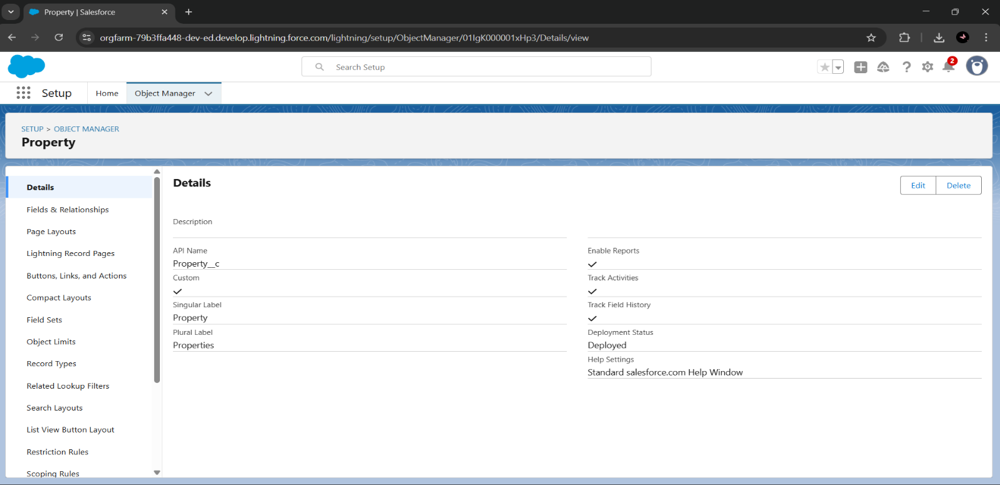 Property | Salesforce
orgfarm-79b3ffa448-dev-ed.develop.lightning.force.com/lightning/setup/ObjectManager/01IgK000001xHp3/Details/view
Search Setup
2
Setup
Home
Object Manager
SETUP > OBJECT MANAGER
Property
Details
Fields & Relationships
Page Layouts
Lightning Record Pages
Buttons, Links, and Actions
Compact Layouts
Field Sets
Object Limits
Record Types
Related Lookup Filters
Search Layouts
List View Button Layout
Restriction Rules
Scoping Rules
Details
Edit
Delete
Description
API Name
Property__c
Custom
Singular Label
Property
Plural Label
Properties
Enable Reports
Track Activities
Track Field History
Deployment Status
Deployed
Help Settings
Standard salesforce.com Help Window